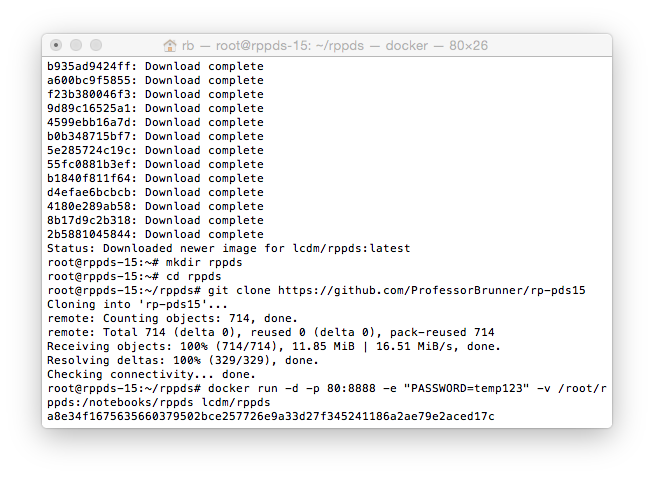 rb — root@rppds-15: ~/rppds — docker — 80×26
b935ad9424ff: Download complete
a600bc9f5855: Download complete
f23b380046f3: Download complete
9d89c16525a1: Download complete
4599ebb16a7d: Download complete
b0b348715bf7: Download complete
5e285724c19c: Download complete
55fc0881b3ef: Download complete
b1840f811f64: Download complete
d4efae6bcbcb: Download complete
4180e289ab58: Download complete
8b17d9c2b318: Download complete
2b5881045844: Download complete
Status: Downloaded newer image for lcdm/rppds:latest
root@rppds-15:~# mkdir rppds
root@rppds-15:~# cd rppds
root@rppds-15:~/rppds# git clone https://github.com/ProfessorBrunner/rp-pds15
Cloning into 'rp-pds15'...
remote: Counting objects: 714, done.
remote: Total 714 (delta 0), reused 0 (delta 0), pack-reused 714
Receiving objects: 100% (714/714), 11.85 MiB | 16.51 MiB/s, done.
Resolving deltas: 100% (329/329), done.
Checking connectivity... done.
root@rppds-15:~/rppds# docker run -d -p 80:8888 -e "PASSWORD=temp123" -v /root/r
ppds:/notebooks/rppds lcdm/rppds
a8e34f1675635660379502bce257726e9a33d27f345241186a2ae79e2aced17c